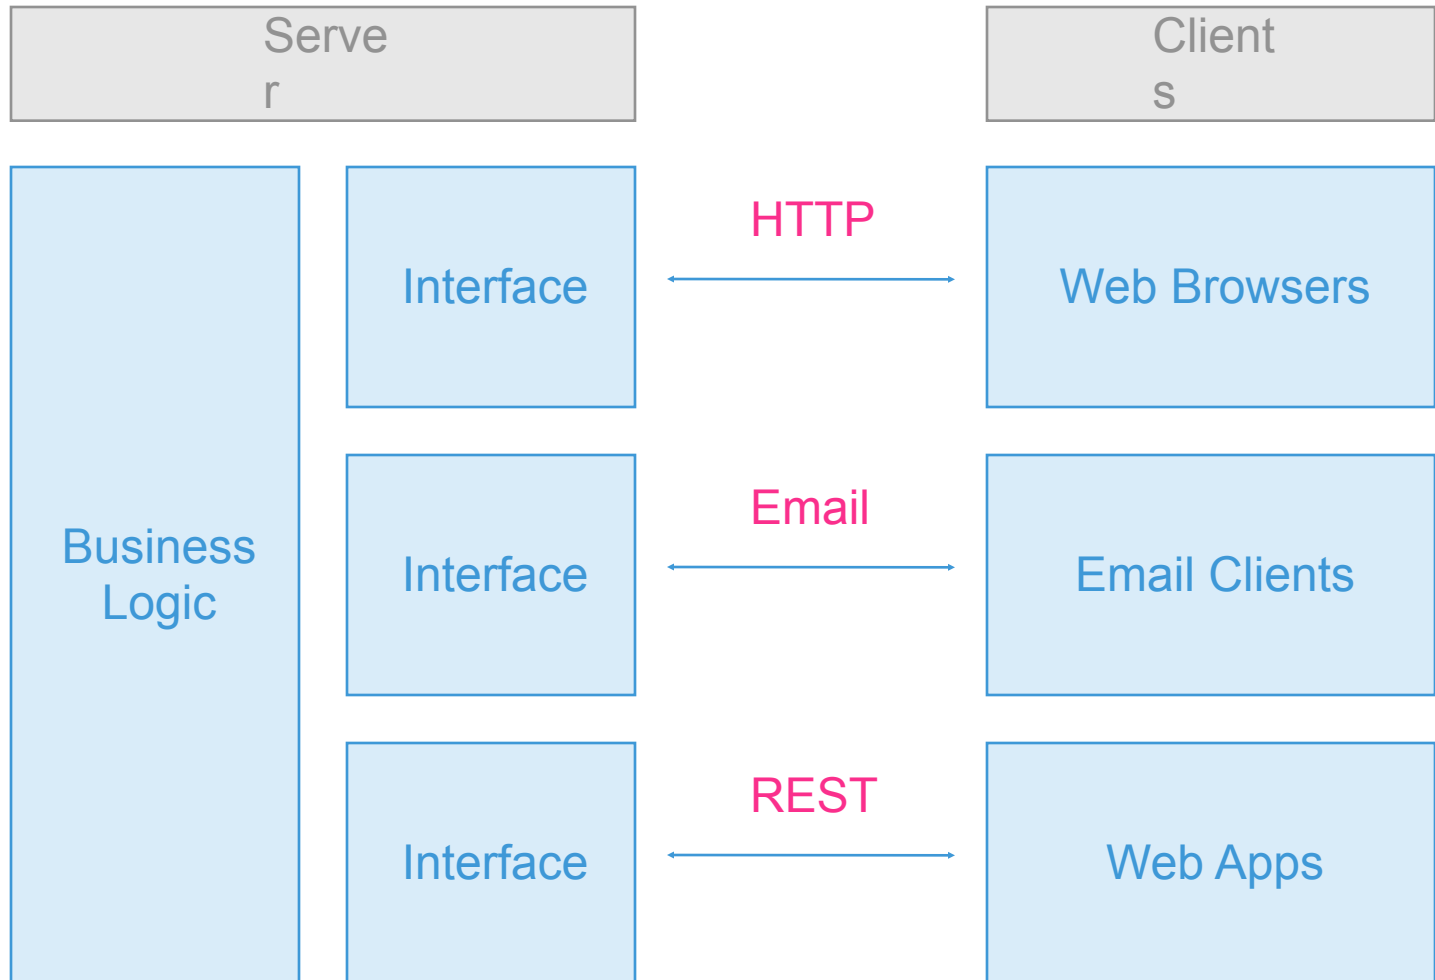 Serve
r
Client
s
HTTP
Interface
Web Browsers
Email
Business
Logic
Interface
Email Clients
REST
Interface
Web Apps